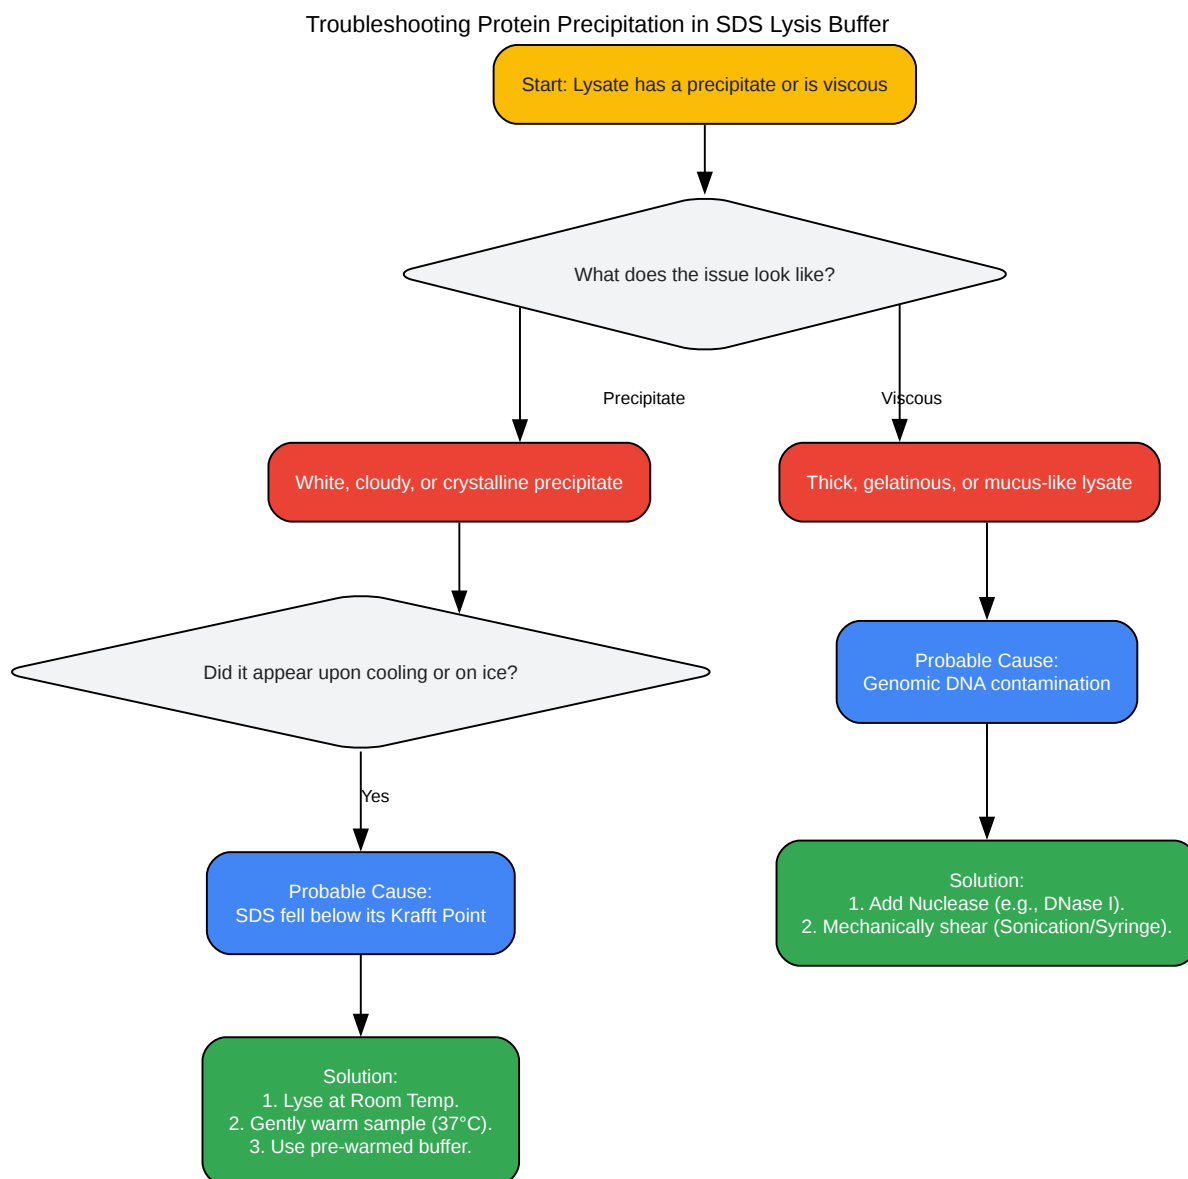 Troubleshooting Protein Precipitation in SDS Lysis Buffer
Start: Lysate has a precipitate or is viscous
What does the issue look like?
Precipitate
Viscous
White, cloudy, or crystalline precipitate
Thick, gelatinous, or mucus-like lysate
Did it appear upon cooling or on ice?
Probable Cause:
Genomic DNA contamination
Yes
Probable Cause:
SDS fell below its Krafft Point
Solution:
1. Add Nuclease (e.g., DNase I).
2. Mechanically shear (Sonication/Syringe).
Solution:
1. Lyse at Room Temp.
2. Gently warm sample (37°C).
3. Use pre-warmed buffer.